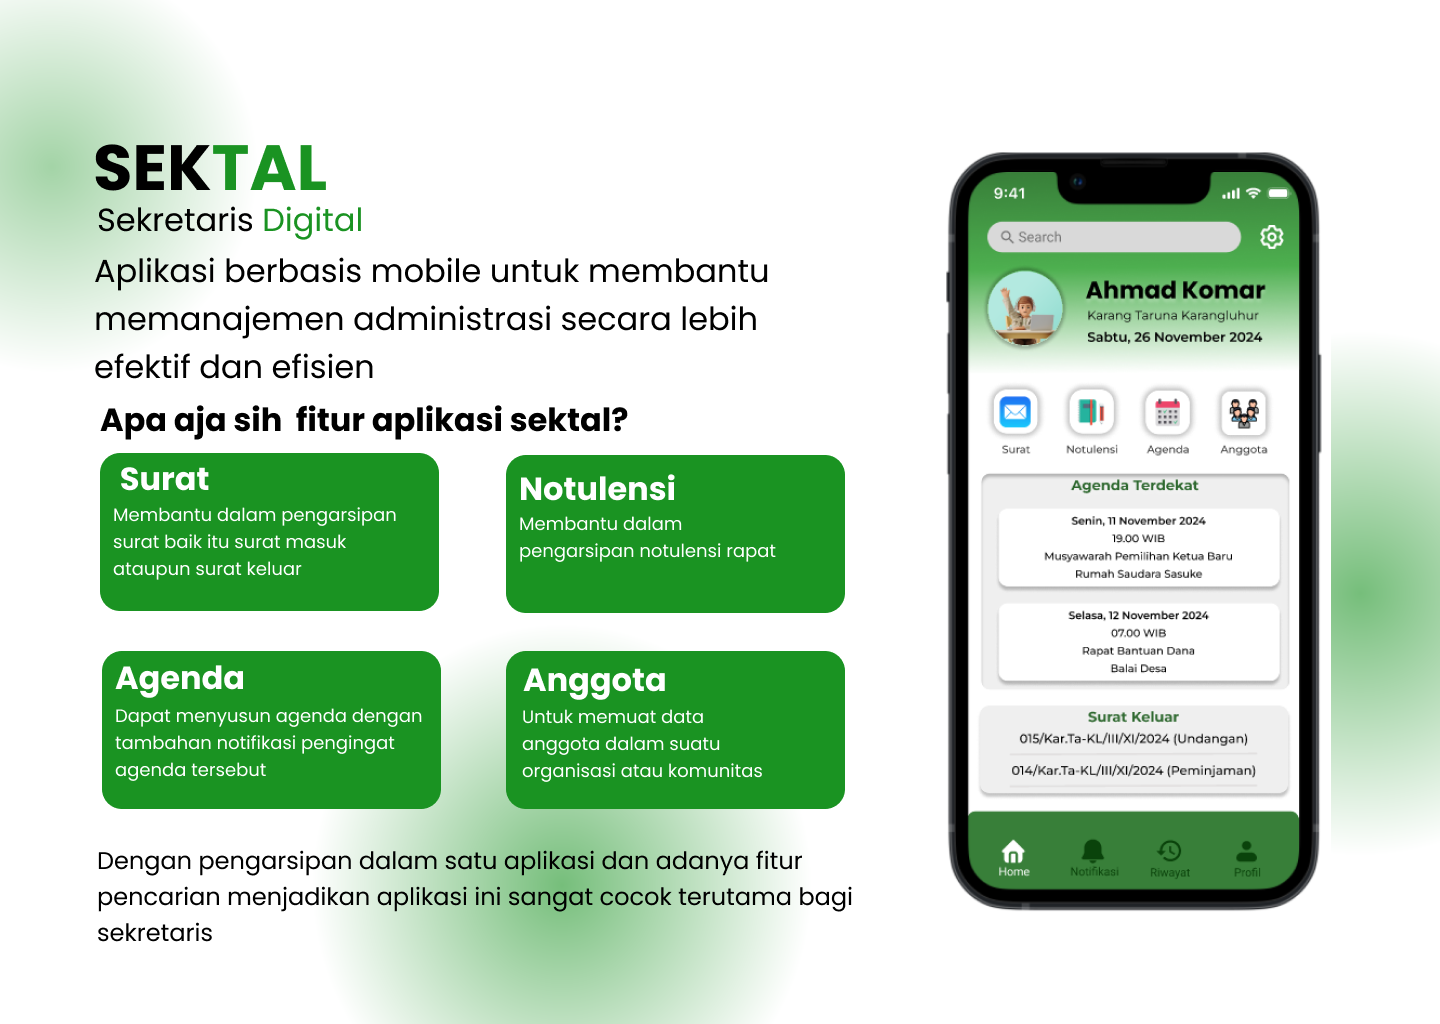 SEKTAL
Sekretaris Digital
Aplikasi berbasis mobile untuk membantu
memanajemen administrasi secara lebih
efektif dan efisien
Apa aja sih fitur aplikasi sektal?
Surat
Membantu dalam pengarsipan
surat baik itu surat masuk
ataupun surat keluar
Notulensi
Membantu dalam
pengarsipan notulensi rapat
Agenda
Dapat menyusun agenda dengan
tambahan notifikasi pengingat
agenda tersebut
Anggota
Untuk memuat data
anggota dalam suatu
organisasi atau komunitas
Dengan pengarsipan dalam satu aplikasi dan adanya fitur
pencarian menjadikan aplikasi ini sangat cocok terutama bagi
sekretaris
9:41
Search
Ahmad Komar
Karang Taruna Karangluhur
Sabtu, 26 November 2024
Surat Notulensi Agenda Anggota
Agenda Terdekat
Senin, 11 November 2024
19.00 WIB
Musyawarah Pemilihan Ketua Baru
Rumah Saudara Sasuke
Selasa, 12 November 2024
07.00 WIB
Rapat Bantuan Dana
Balai Desa
Surat Keluar
015/Kar.Ta-KL/III/XI/2024 (Undangan)
014/Kar.Ta-KL/III/XI/2024 (Peminjaman)
Home Notifikasi Riwayat Profil